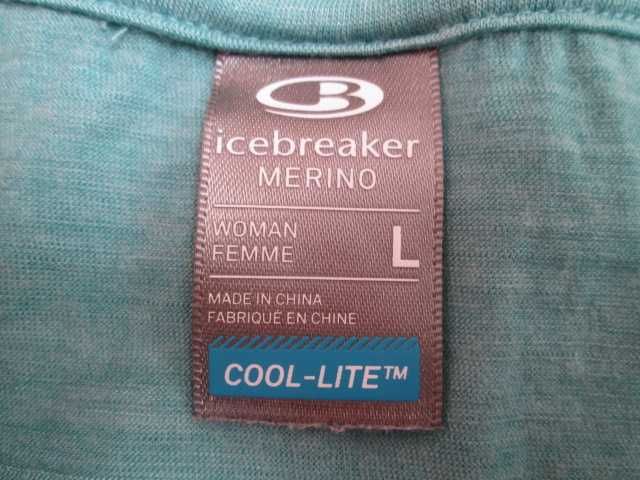 icebreaker
MERINO
WOMAN
FEMME
L
MADE IN CHINA
FABRIQUÉ EN CHINE
COOL-LITE™